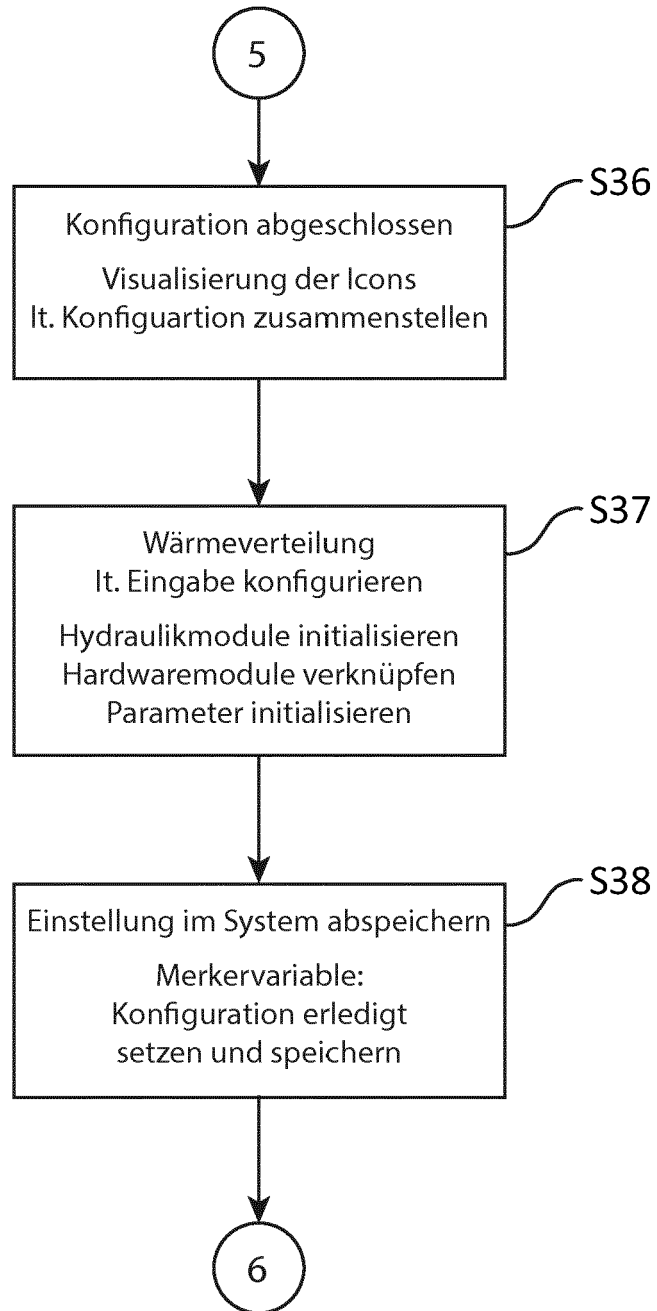 5
S36
Konfiguration abgeschlossen
Visualisierung der Icons
lt. Konfiguartion zusammenstellen
S37
Wärmeverteilung
lt. Eingabe konfigurieren
Hydraulikmodule initialisieren
Hardwaremodule verknüpfen
Parameter initialisieren
S38
Einstellung im System abspeichern
Merkervariable:
Konfiguration erledigt
setzen und speichern
6